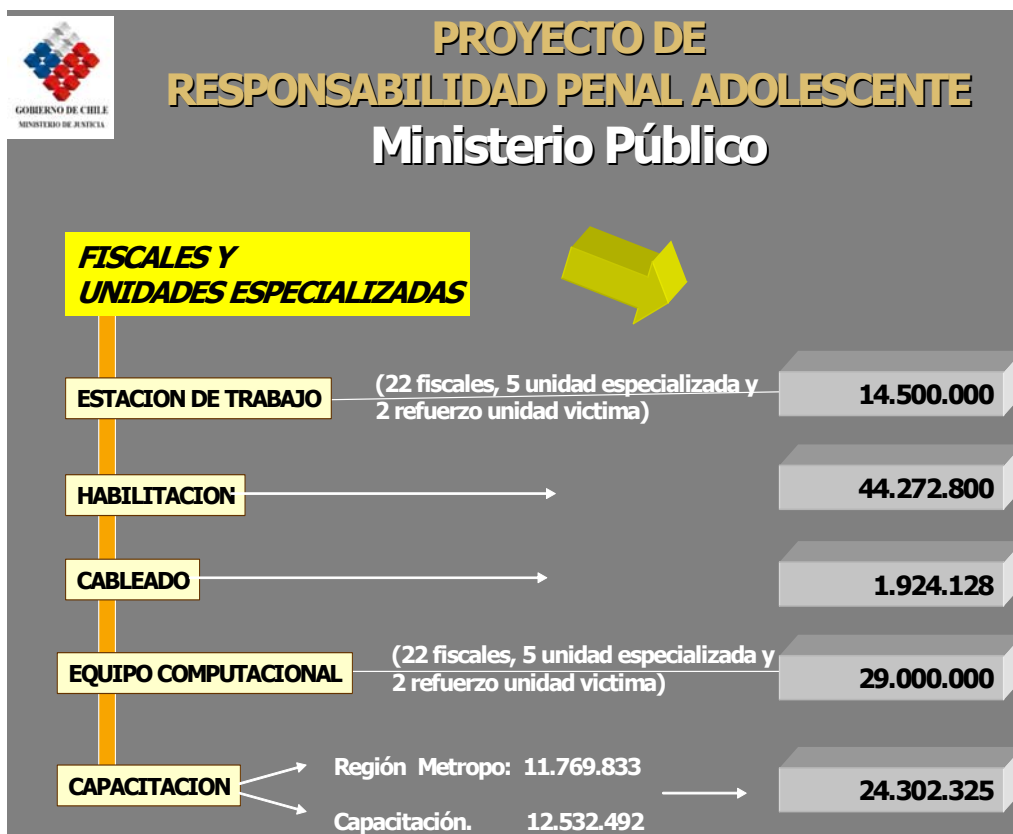 GOBIERNO DE CHILE
MINISTERIO DE JUSTICIA
PROYECTO DE
RESPONSABILIDAD PENAL ADOLESCENTE
Ministerio Público
FISCALES Y
UNIDADES ESPECIALIZADAS
ESTACION DE TRABAJO
(22 fiscales, 5 unidad especializada y
2 refuerzo unidad victima)
14.500.000
HABILITACION
44.272.800
CABLEADO
1.924.128
EQUIPO COMPUTACIONAL
(22 fiscales, 5 unidad especializada y
2 refuerzo unidad victima)
29.000.000
CAPACITACION
Región Metropo: 11.769.833
Capacitación. 12.532.492
24.302.325